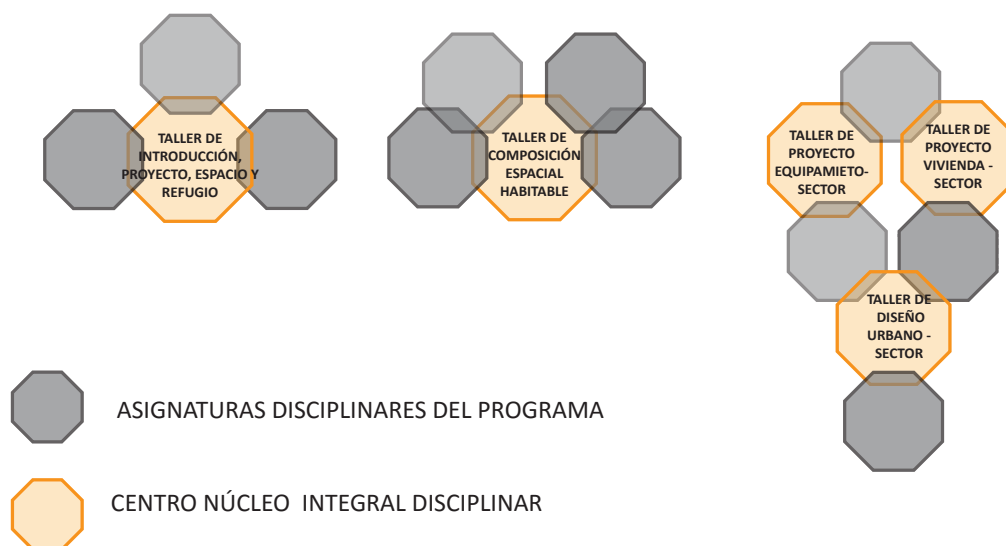 TALLER DE
INTRODUCCIÓN,
PROYECTO, ESPACIO Y
REFUGIO
TALLER DE
COMPOSICIÓN
ESPACIAL
HABITABLE
TALLER DE
PROYECTO
EQUIPAMIETO-
SECTOR
TALLER DE
PROYECTO
VIVIENDA -
SECTOR
TALLER DE
DISEÑO
URBANO -
SECTOR
ASIGNATURAS DISCIPLINARES DEL PROGRAMA
CENTRO NÚCLEO INTEGRAL DISCIPLINAR